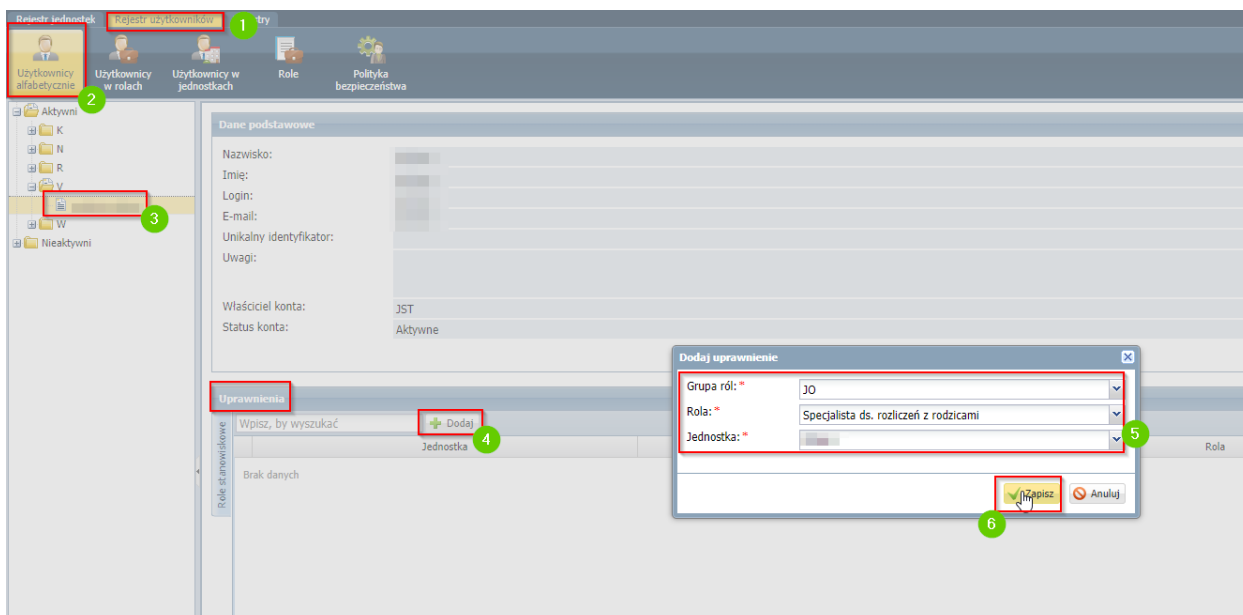 Rejestr jednostek Rejestr użytkowników try
1
Użytkownicy alfabetycznie
Użytkownicy w rolach
Użytkownicy w jednostkach
Role
Polityka bezpieczeństwa
2
Aktywni
K
N
R
V
3
W
Nieaktywni
Dane podstawowe
Nazwisko:
Imię:
Login:
E-mail:
Unikalny identyfikator:
Uwagi:
Właściciel konta: JST
Status konta: Aktywne
Uprawnienia
Role stanowiskowe
Wpisz, by wyszukać Dodaj
4
Jednostka Rola
Brak danych
Dodaj uprawnienie
Grupa ról: * JO
Rola: * Specjalista ds. rozliczeń z rodzicami
Jednostka: *
5
Zapisz Anuluj
6